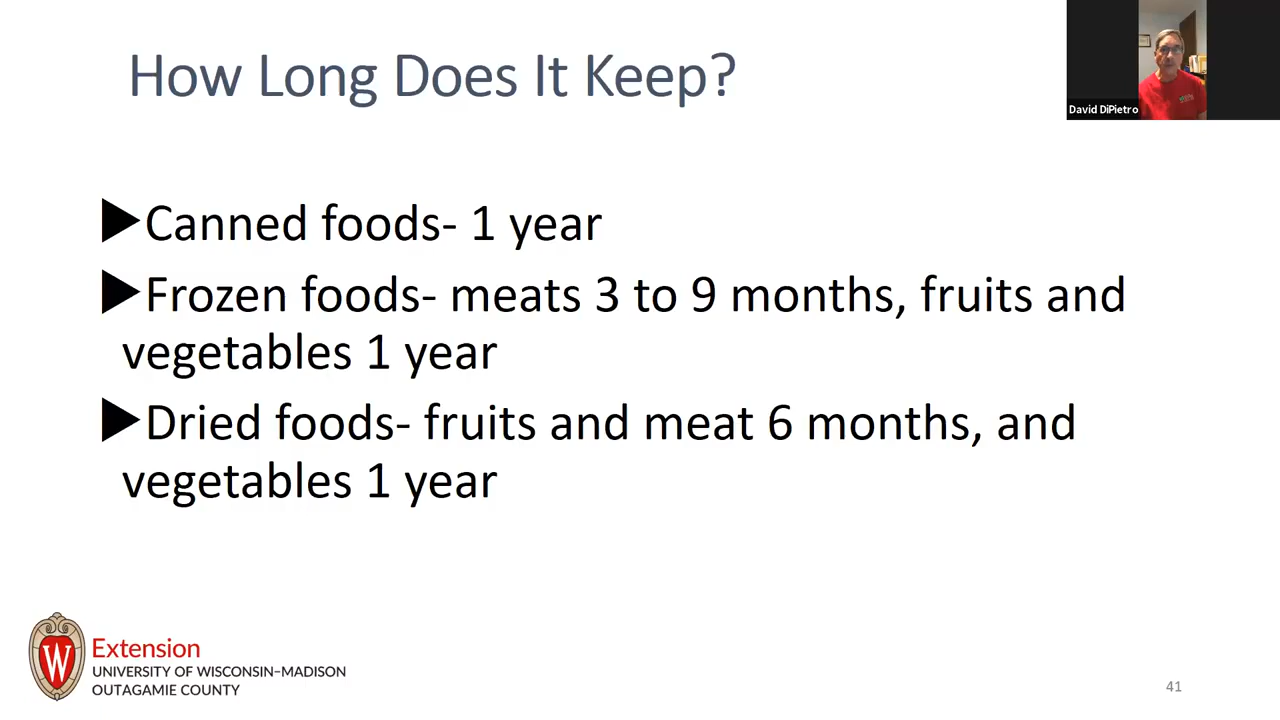 How Long Does It Keep?
David DiPietro
▶Canned foods- 1 year
▶Frozen foods- meats 3 to 9 months, fruits and
vegetables 1 year
▶Dried foods- fruits and meat 6 months, and
vegetables 1 year
W
Extension
UNIVERSITY OF WISCONSIN–MADISON
OUTAGAMIE COUNTY
41